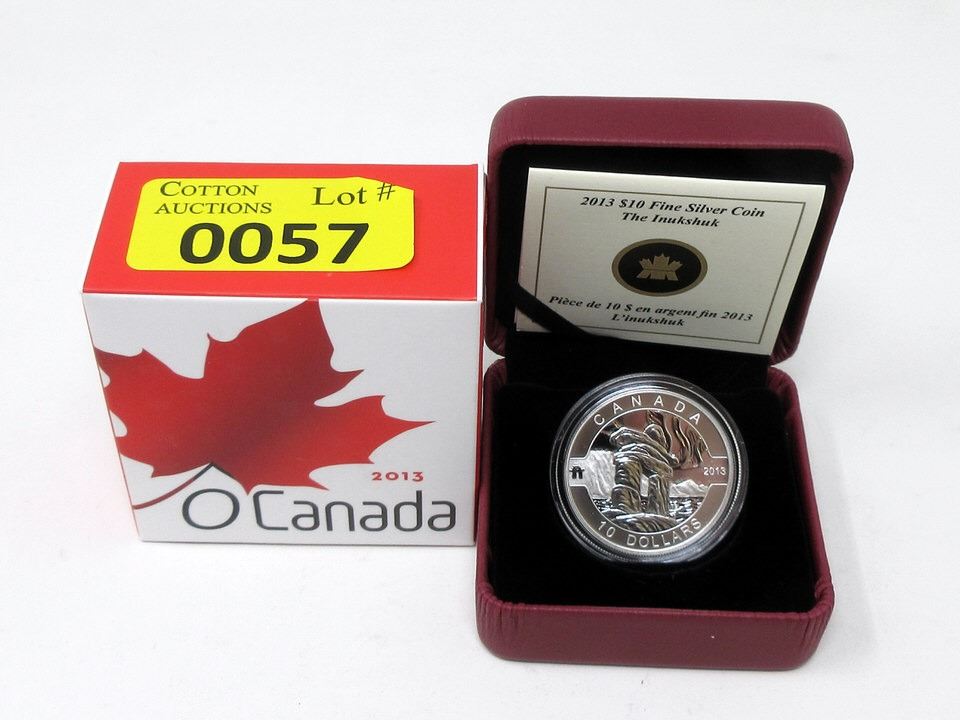 COTTON AUCTIONS
Lot #
0057
2013
O Canada
2013 $10 Fine Silver Coin
The Inukshuk
Pièce de 10 $ en argent fin 2013
L'inukshuk
CANADA
2013
10 DOLLARS